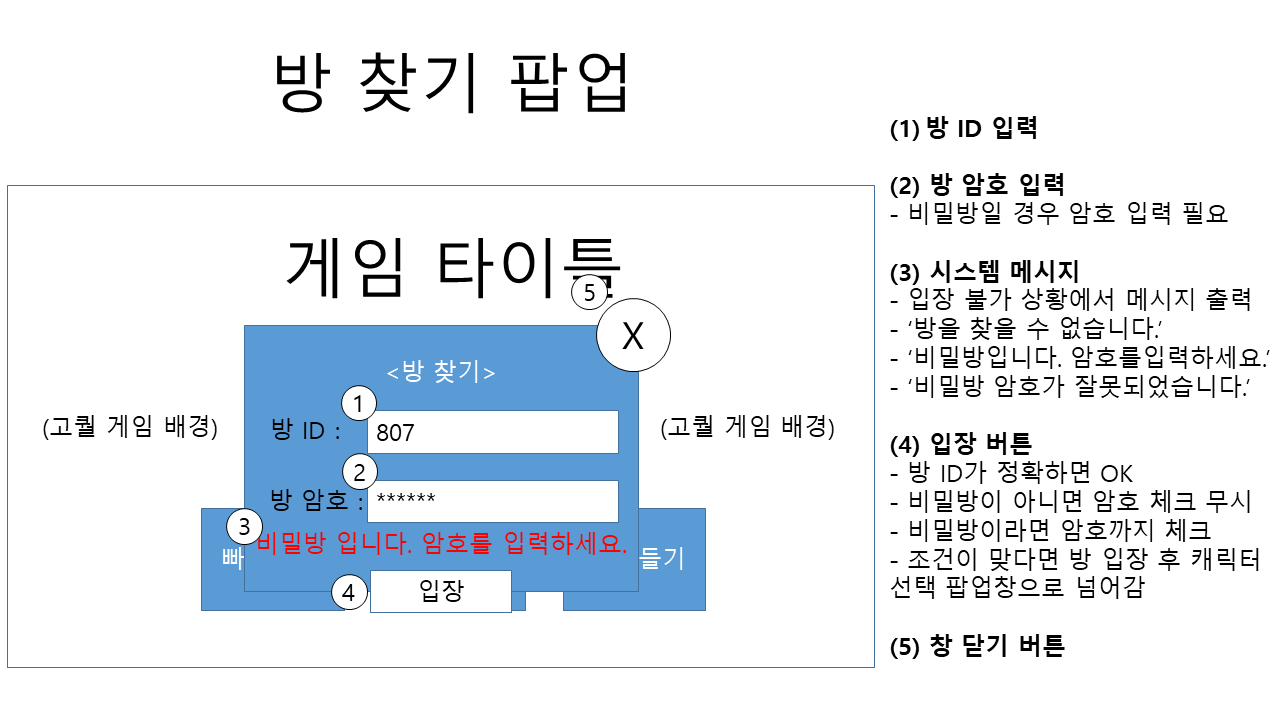 방 찾기 팝업
게임 타이틀
5
X
<방 찾기>
1
방 ID :
807
(고퀄 게임 배경)
(고퀄 게임 배경)
2
방 암호 :
******
3
비밀방 입니다. 암호를 입력하세요.
빠
들기
4
입장
(1) 방 ID 입력
(2) 방 암호 입력
- 비밀방일 경우 암호 입력 필요
(3) 시스템 메시지
- 입장 불가 상황에서 메시지 출력
- ‘방을 찾을 수 없습니다.’
- ‘비밀방입니다. 암호를입력하세요.’
- ‘비밀방 암호가 잘못되었습니다.’
(4) 입장 버튼
- 방 ID가 정확하면 OK
- 비밀방이 아니면 암호 체크 무시
- 비밀방이라면 암호까지 체크
- 조건이 맞다면 방 입장 후 캐릭터
선택 팝업창으로 넘어감
(5) 창 닫기 버튼